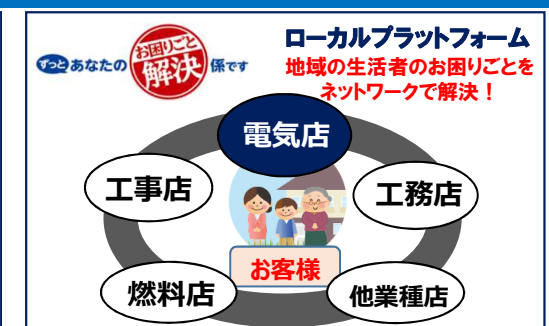 ずっとあなたの お困りごと 解決 係です
ローカルプラットフォーム
地域の生活者のお困りごとを
ネットワークで解決！
電気店
工事店
工務店
お客様
燃料店
他業種店